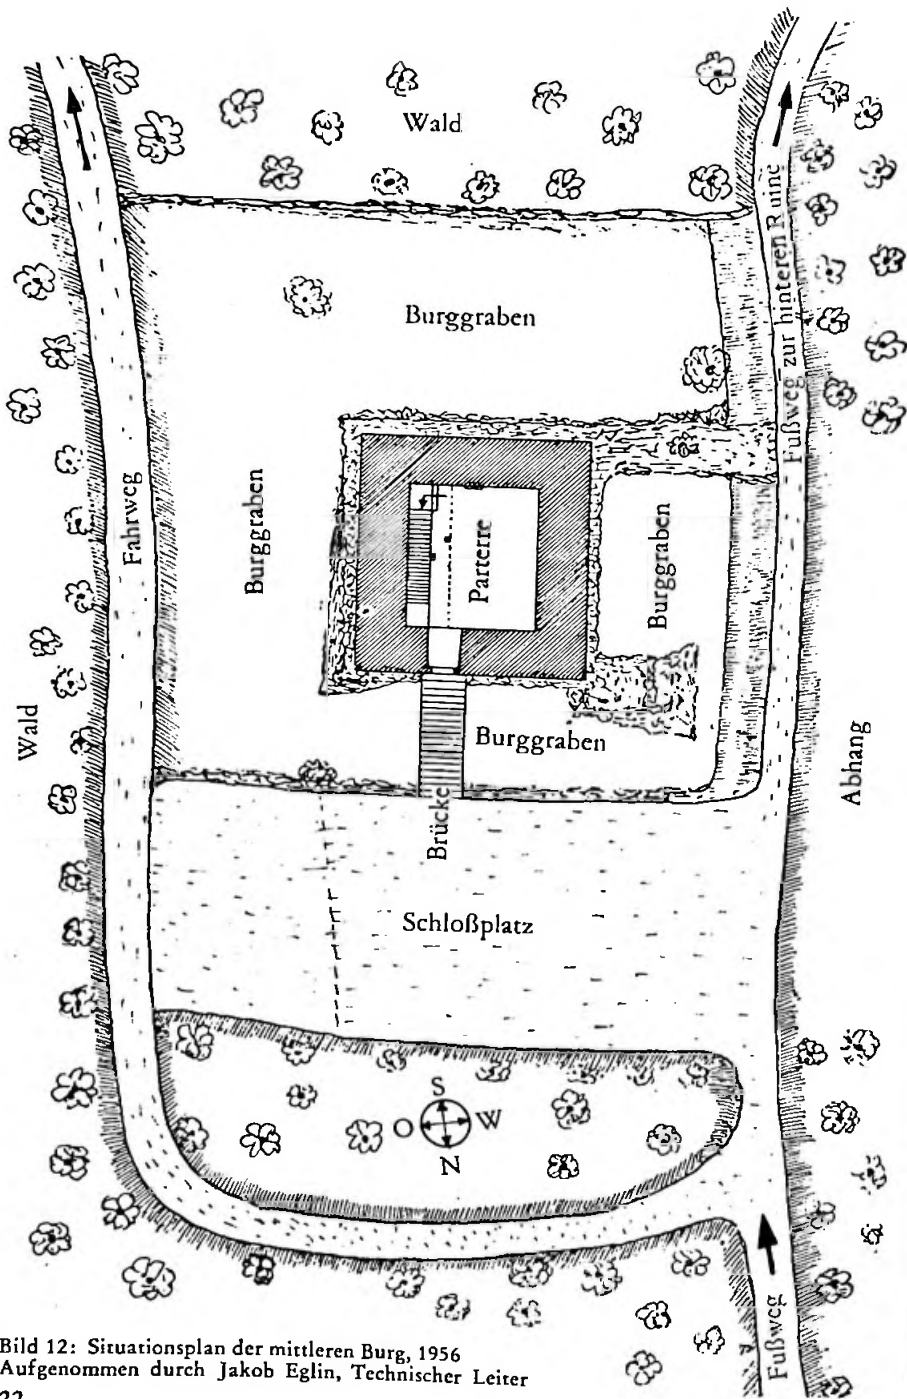 Wald
Fußweg zur hinteren Ruine
Burggraben
Fahrweg
Burggraben
Parterre
Burggraben
Wald
Burggraben
Abhang
Brücke
Schloßplatz
S
O W
N
Fußweg
Bild 12: Situationsplan der mittleren Burg, 1956
Aufgenommen durch Jakob Eglin, Technischer Leiter
22